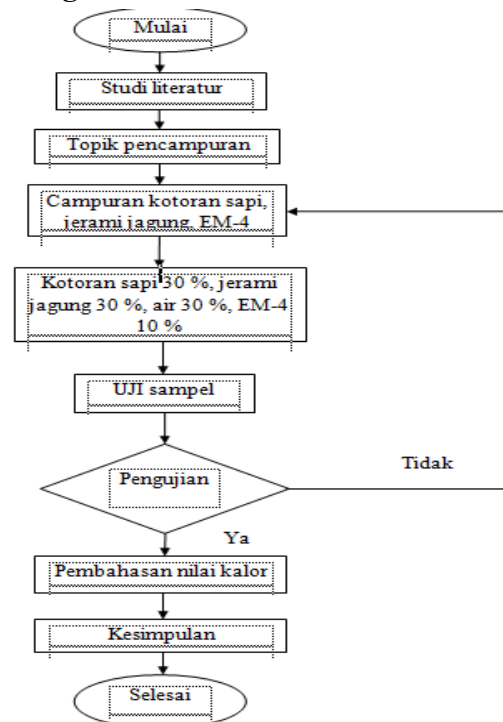 Mulai
Studi literatur
Topik pencampuran
Campuran kotoran sapi,
jerami jagung, EM-4
Kotoran sapi 30 %, jerami
jagung 30 %, air 30 %, EM-4
10 %
UJI sampel
Pengujian
Tidak
Ya
Pembahasan nilai kalor
Kesimpulan
Selesai